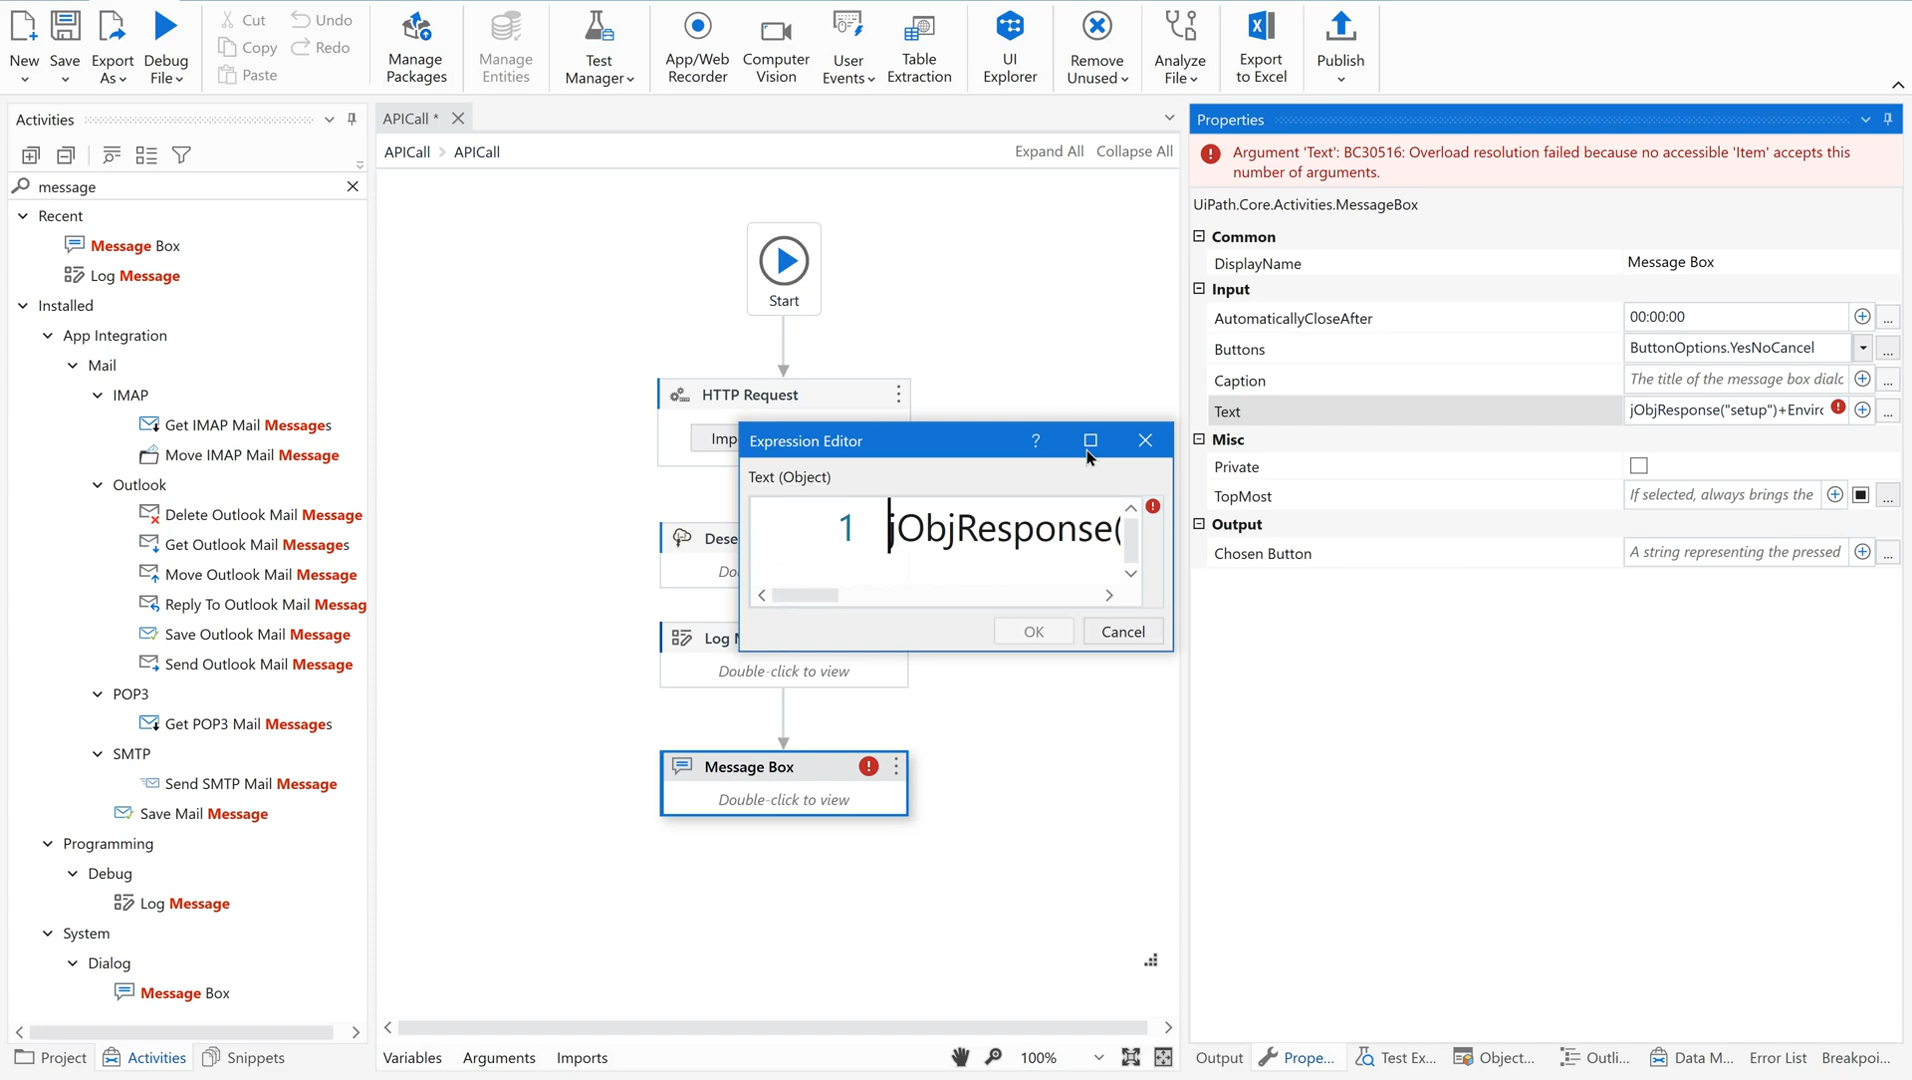 New
Save
Export
As
Debug
File
Cut
Copy
Paste
Undo
Redo
Manage
Packages
Manage
Entities
Test
Manager
App/Web
Recorder
Computer
Vision
User
Events
Table
Extraction
UI
Explorer
Remove
Unused
Analyze
File
Export
to Excel
Publish
Activities
message
Recent
Message Box
Log Message
Installed
App Integration
Mail
IMAP
Get IMAP Mail Messages
Move IMAP Mail Message
Outlook
Delete Outlook Mail Message
Get Outlook Mail Messages
Move Outlook Mail Message
Reply To Outlook Mail Messag
Save Outlook Mail Message
Send Outlook Mail Message
POP3
Get POP3 Mail Messages
SMTP
Send SMTP Mail Message
Save Mail Message
Programming
Debug
Log Message
System
Dialog
Message Box
Project
Activities
Snippets
APICall *
APICall > APICall
Expand All Collapse All
Start
HTTP Request
Imp
Dese
Do
Log M
Double-click to view
Message Box
Double-click to view
Expression Editor
?
Text (Object)
1 jObjResponse(
OK
Cancel
Variables Arguments Imports
100%
Properties
Argument 'Text': BC30516: Overload resolution failed because no accessible 'Item' accepts this
number of arguments.
UiPath.Core.Activities.MessageBox
Common
DisplayName Message Box
Input
AutomaticallyCloseAfter 00:00:00 ...
Buttons ButtonOptions.YesNoCancel ...
Caption The title of the message box dialc ...
Text jObjResponse("setup")+Envirc ...
Misc
Private
TopMost If selected, always brings the ...
Output
Chosen Button A string representing the pressed ...
Output Prope... Test Ex... Object... Outli... Data M... Error List Breakpoi...